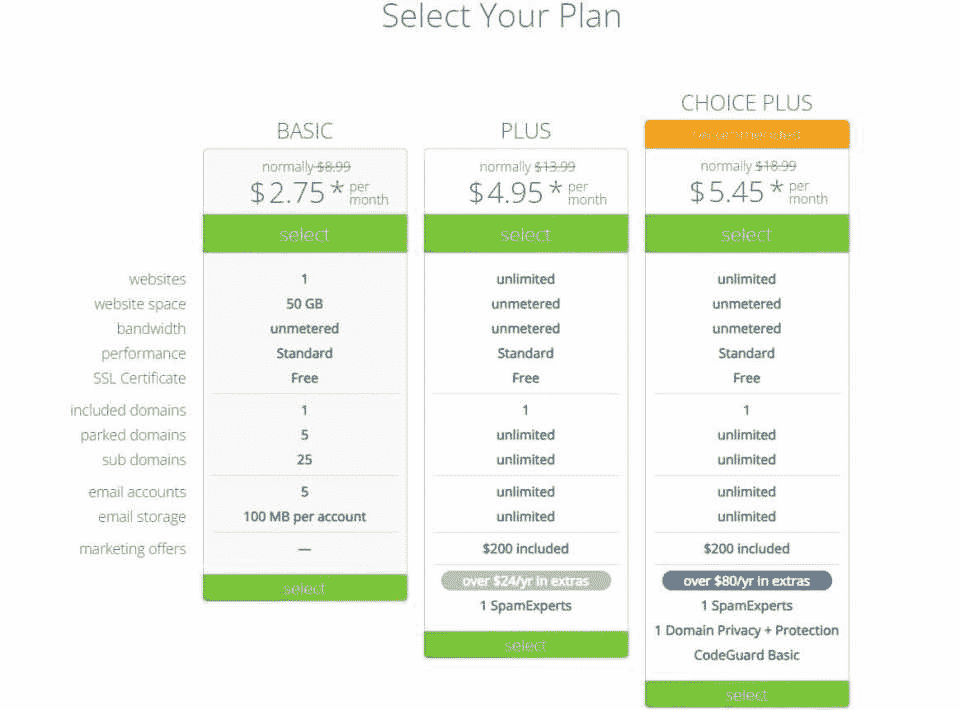 Select Your Plan
BASIC
normally $8.99
$2.75* per month
select
PLUS
normally $13.99
$4.95* per month
select
CHOICE PLUS
normally $18.99
$5.45* per month
select
websites 1 unlimited unlimited
website space 50 GB unmetered unmetered
bandwidth unmetered unmetered unmetered
performance Standard Standard Standard
SSL Certificate Free Free Free
included domains 1 1 1
parked domains 5 unlimited unlimited
sub domains 25 unlimited unlimited
email accounts 5 unlimited unlimited
email storage 100 MB per account unlimited unlimited
marketing offers — $200 included $200 included
select over $24/yr in extras over $80/yr in extras
1 SpamExperts 1 SpamExperts
1 Domain Privacy + Protection
select CodeGuard Basic
select